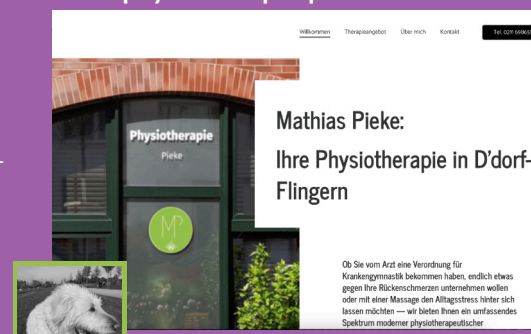 Willkommen Therapieangebot Über mich Kontakt
Physiotherapie
Pieke
MP
Mathias Pieke:
Ihre Physiotherapie in D'dorf-
Flingern
Ob Sie vom Arzt eine Verordnung für
Krankengymnastik bekommen haben, endlich etwas
gegen Ihre Rückenschmerzen unternehmen wollen
oder mit einer Massage den Alltagsstress hinter sich
lassen möchten — wir bieten Ihnen ein umfassendes
Spektrum moderner physiotherapeutischer